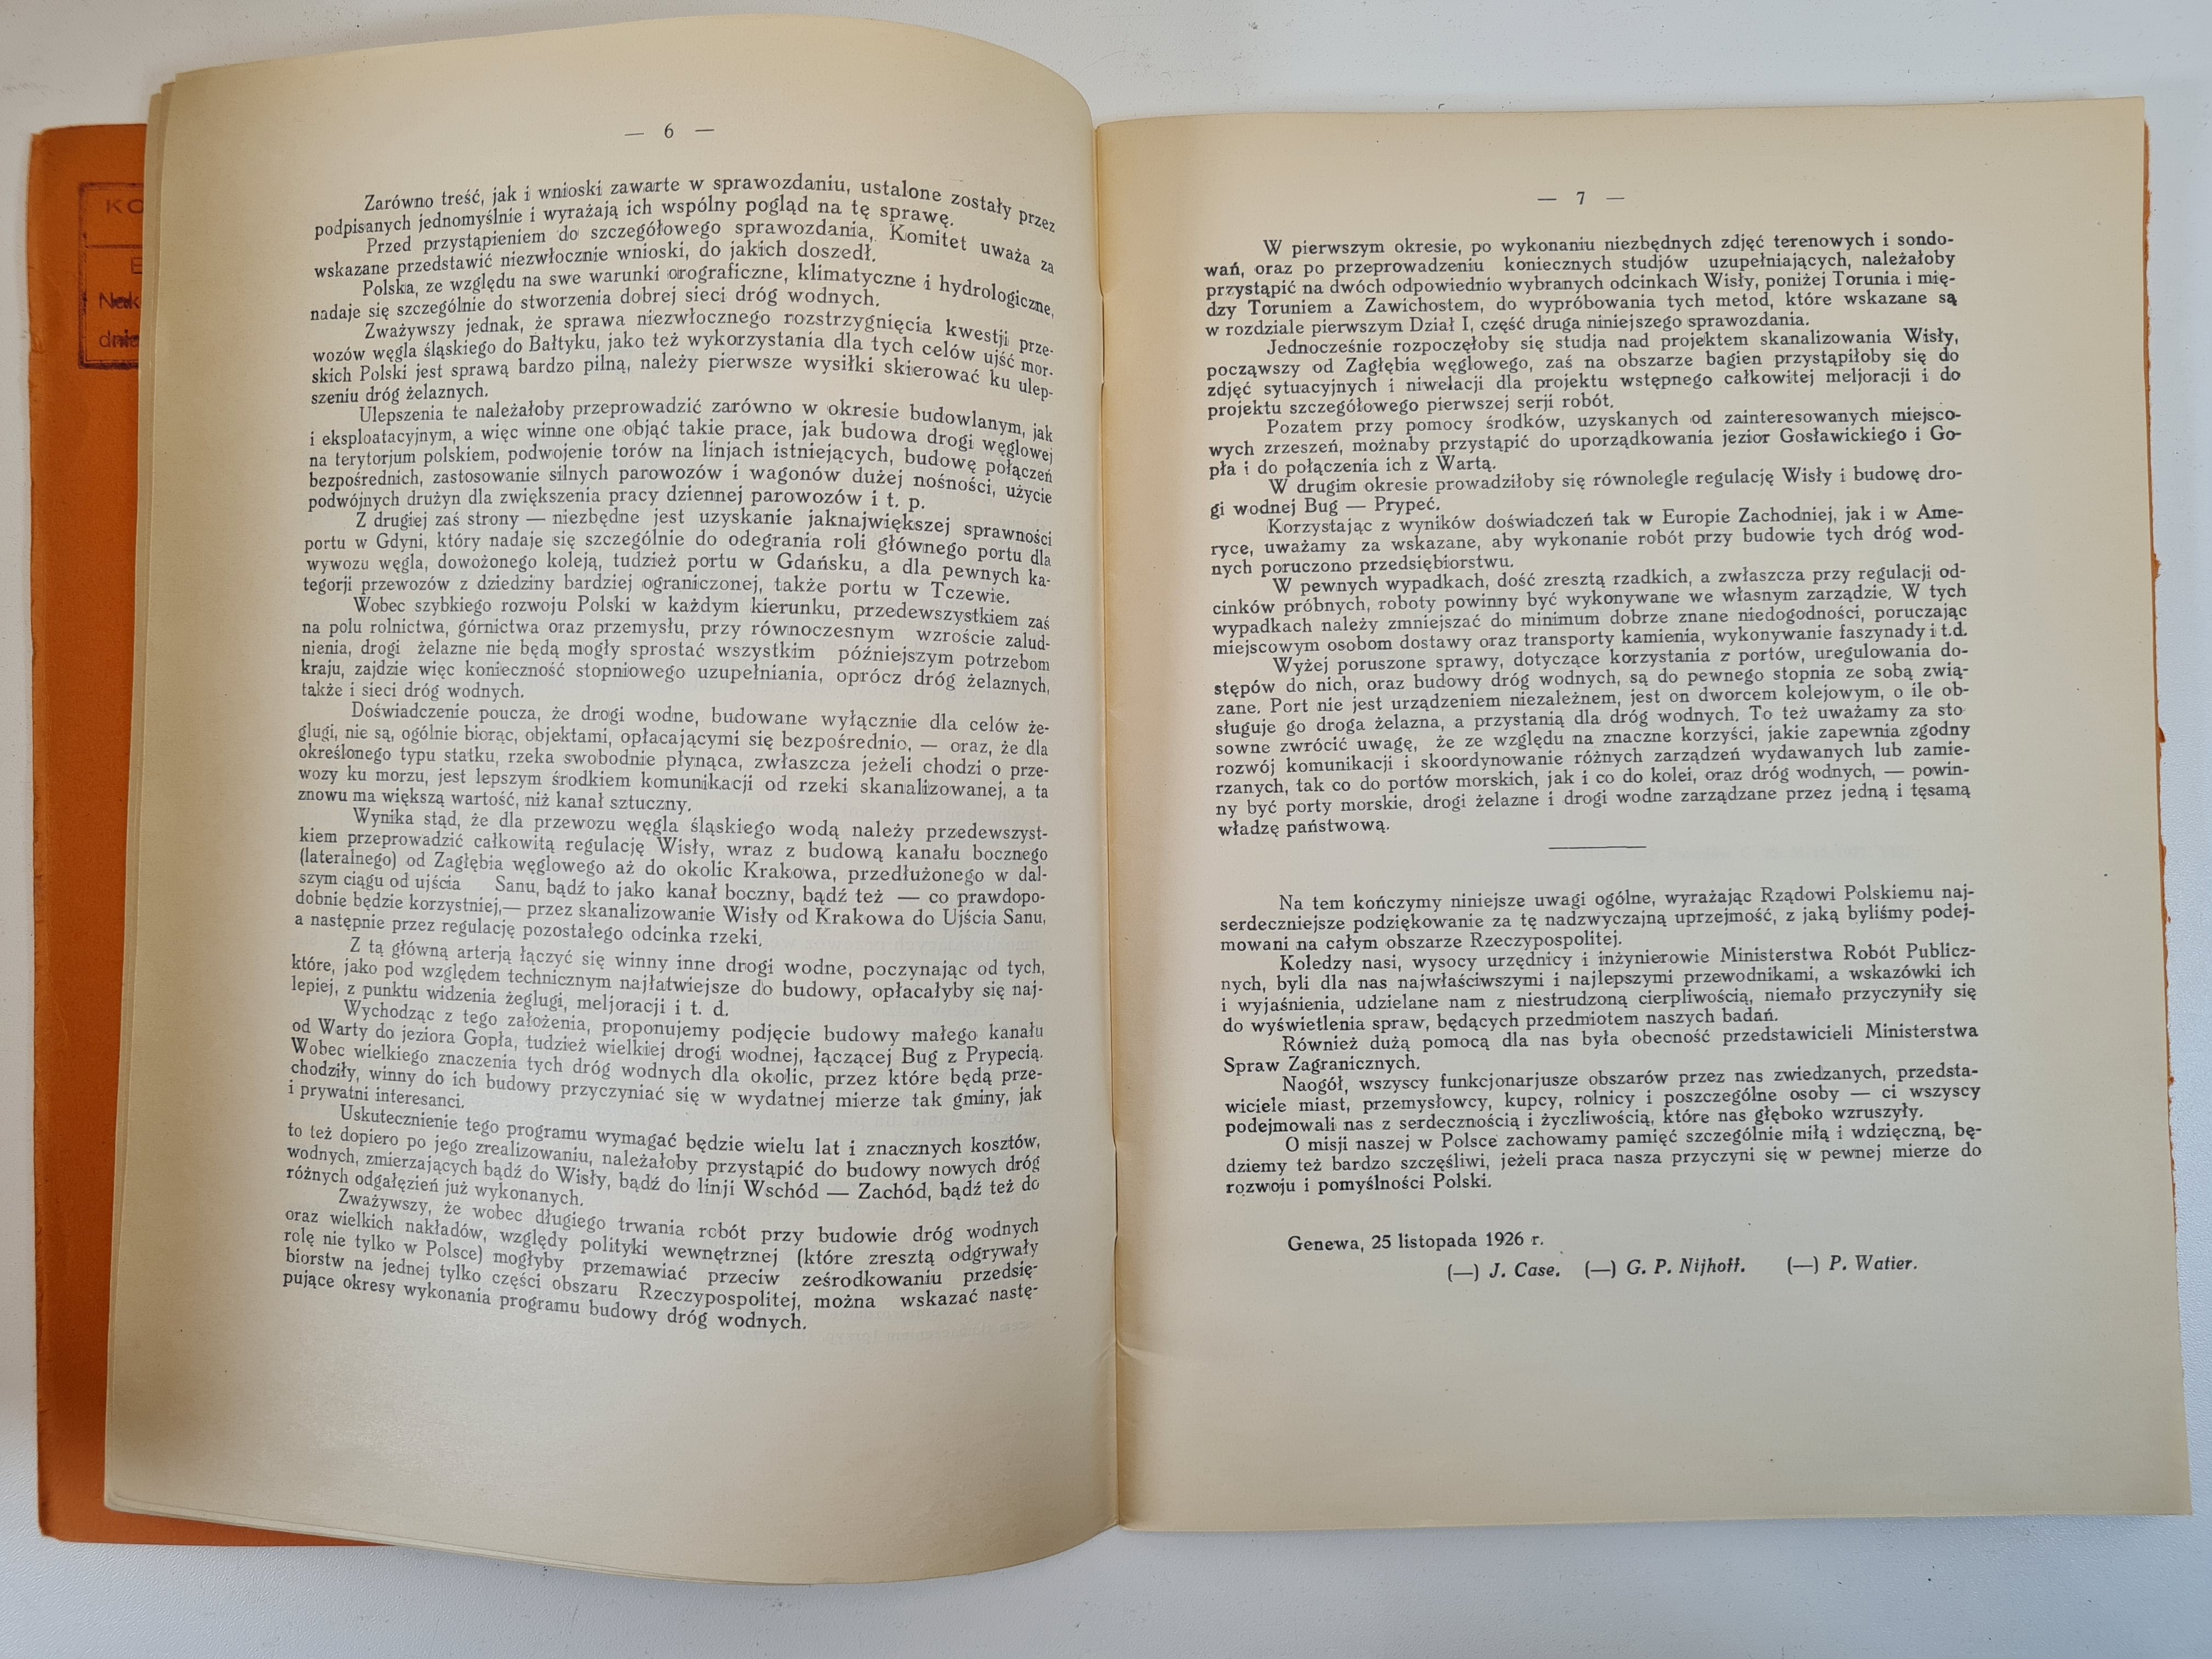 KO
E
Nak
dnia
— 6 —
Zarówno treść, jak i wnioski zawarte w sprawozdaniu, ustalone zostały przez
podpisanych jednomyślnie i wyrażają ich wspólny pogląd na tę sprawę.
Przed przystąpieniem do szczegółowego sprawozdania, Komitet uważa za
wskazane przedstawić niezwłocznie wnioski, do jakich doszedł.
Polska, ze względu na swe warunki orograficzne, klimatyczne i hydrologiczne,
nadaje się szczególnie do stworzenia dobrej sieci dróg wodnych.
Zważywszy jednak, że sprawa niezwłocznego rozstrzygnięcia kwestji prze-
wozów węgla śląskiego do Bałtyku, jako też wykorzystania dla tych celów ujść mor-
skich Polski jest sprawą bardzo pilną, należy pierwsze wysiłki skierować ku ulep-
szeniu dróg żelaznych.
Ulepszenia te należałoby przeprowadzić zarówno w okresie budowlanym, jak
i eksploatacyjnym, a więc winne one objąć takie prace, jak budowa drogi węglowej
na terytorjum polskiem, podwojenie torów na linjach istniejących, budowę połączeń
bezpośrednich, zastosowanie silnych parowozów i wagonów dużej nośności, użycie
podwójnych drużyn dla zwiększenia pracy dziennej parowozów i t. p.
Z drugiej zaś strony — niezbędne jest uzyskanie jaknajwiększej sprawności
portu w Gdyni, który nadaje się szczególnie do odegrania roli głównego portu dla
wywozu węgla, dowożonego koleją, tudzież portu w Gdańsku, a dla pewnych ka-
tegorji przewozów z dziedziny bardziej ograniczonej, także portu w Tczewie.
Wobec szybkiego rozwoju Polski w każdym kierunku, przedewszystkiem zaś
na polu rolnictwa, górnictwa oraz przemysłu, przy równoczesnym wzroście zalud-
nienia, drogi żelazne nie będą mogły sprostać wszystkim późniejszym potrzebom
kraju, zajdzie więc konieczność stopniowego uzupełniania, oprócz dróg żelaznych,
także i sieci dróg wodnych.
Doświadczenie poucza, że drogi wodne, budowane wyłącznie dla celów że-
glugi, nie są, ogólnie biorąc, objektami, opłacającymi się bezpośrednio, — oraz, że dla
określonego typu statku, rzeka swobodnie płynąca, zwłaszcza jeżeli chodzi o prze-
wozy ku morzu, jest lepszym środkiem komunikacji od rzeki skanalizowanej, a ta
znowu ma większą wartość, niż kanał sztuczny.
Wynika stąd, że dla przewozu węgla śląskiego wodą należy przedewszyst-
kiem przeprowadzić całkowitą regulację Wisły, wraz z budową kanału bocznego
(lateralnego) od Zagłębia węglowego aż do okolic Krakowa, przedłużonego w dal-
szym ciągu od ujścia Sanu, bądź to jako kanał boczny, bądź też — co prawdopo-
dobnie będzie korzystniej,— przez skanalizowanie Wisły od Krakowa do Ujścia Sanu,
a następnie przez regulację pozostałego odcinka rzeki.
Z tą główną arterją łączyć się winny inne drogi wodne, poczynając od tych,
które, jako pod względem technicznym najłatwiejsze do budowy, opłacałyby się naj-
lepiej, z punktu widzenia żeglugi, meljoracji i t. d.
Wychodząc z tego założenia, proponujemy podjęcie budowy małego kanału
od Warty do jeziora Gopła, tudzież wielkiej drogi wodnej, łączącej Bug z Prypecią.
Wobec wielkiego znaczenia tych dróg wodnych dla okolic, przez które będą prze-
chodziły, winny do ich budowy przyczyniać się w wydatnej mierze tak gminy, jak
i prywatni interesanci.
Uskutecznienie tego programu wymagać będzie wielu lat i znacznych kosztów,
to też dopiero po jego zrealizowaniu, należałoby przystąpić do budowy nowych dróg
wodnych, zmierzających bądź do Wisły, bądź do linji Wschód — Zachód, bądź też do
różnych odgałęzień już wykonanych.
Zważywszy, że wobec długiego trwania robót przy budowie dróg wodnych
oraz wielkich nakładów, względy polityki wewnętrznej (które zresztą odgrywały
rolę nie tylko w Polsce) mogłyby przemawiać przeciw ześrodkowaniu przedsię-
biorstw na jednej tylko części obszaru Rzeczypospolitej, można wskazać nastę-
pujące okresy wykonania programu budowy dróg wodnych.
— 7 —
W pierwszym okresie, po wykonaniu niezbędnych zdjęć terenowych i sondo-
wań, oraz po przeprowadzeniu koniecznych studjów uzupełniających, należałoby
przystąpić na dwóch odpowiednio wybranych odcinkach Wisły, poniżej Torunia i mię-
dzy Toruniem a Zawichostem, do wypróbowania tych metod, które wskazane są
w rozdziale pierwszym Dział I, część druga niniejszego sprawozdania.
Jednocześnie rozpoczęłoby się studja nad projektem skanalizowania Wisły,
począwszy od Zagłębia węglowego, zaś na obszarze bagien przystąpiłoby się do
zdjęć sytuacyjnych i niwelacji dla projektu wstępnego całkowitej meljoracji i do
projektu szczegółowego pierwszej serji robót.
Pozatem przy pomocy środków, uzyskanych od zainteresowanych miejsco-
wych zrzeszeń, możnaby przystąpić do uporządkowania jezior Gosławickiego i Go-
pła i do połączenia ich z Wartą.
W drugim okresie prowadziłoby się równolegle regulację Wisły i budowę dro-
gi wodnej Bug — Prypeć.
Korzystając z wyników doświadczeń tak w Europie Zachodniej, jak i w Ame-
ryce, uważamy za wskazane, aby wykonanie robót przy budowie tych dróg wod-
nych poruczono przedsiębiorstwu.
W pewnych wypadkach, dość zresztą rzadkich, a zwłaszcza przy regulacji od-
cinków próbnych, roboty powinny być wykonywane we własnym zarządzie. W tych
wypadkach należy zmniejszać do minimum dobrze znane niedogodności, poruczając
miejscowym osobom dostawy oraz transporty kamienia, wykonywanie faszynady i t.d.
Wyżej poruszone sprawy, dotyczące korzystania z portów, uregulowania do-
stępów do nich, oraz budowy dróg wodnych, są do pewnego stopnia ze sobą zwią-
zane. Port nie jest urządzeniem niezależnem, jest on dworcem kolejowym, o ile ob-
sługuje go droga żelazna, a przystanią dla dróg wodnych. To też uważamy za sto
sowne zwrócić uwagę, że ze względu na znaczne korzyści, jakie zapewnia zgodny
rozwój komunikacji i skoordynowanie różnych zarządzeń wydawanych lub zamie-
rzanych, tak co do portów morskich, jak i co do kolei, oraz dróg wodnych, — powin-
ny być porty morskie, drogi żelazne i drogi wodne zarządzane przez jedną i tęsamą
władzę państwową.
Na tem kończymy niniejsze uwagi ogólne, wyrażając Rządowi Polskiemu naj-
serdeczniejsze podziękowanie za tę nadzwyczajną uprzejmość, z jaką byliśmy podej-
mowani na całym obszarze Rzeczypospolitej.
Koledzy nasi, wysocy urzędnicy i inżynierowie Ministerstwa Robót Publicz-
nych, byli dla nas najwłaściwszymi i najlepszymi przewodnikami, a wskazówki ich
i wyjaśnienia, udzielane nam z niestrudzoną cierpliwością, niemało przyczyniły się
do wyświetlenia spraw, będących przedmiotem naszych badań.
Również dużą pomocą dla nas była obecność przedstawicieli Ministerstwa
Spraw Zagranicznych.
Naogół, wszyscy funkcjonarjusze obszarów przez nas zwiedzanych, przedsta-
wiciele miast, przemysłowcy, kupcy, rolnicy i poszczególne osoby — ci wszyscy
podejmowali nas z serdecznością i życzliwością, które nas głęboko wzruszyły.
O misji naszej w Polsce zachowamy pamięć szczególnie miłą i wdzięczną, bę-
dziemy też bardzo szczęśliwi, jeżeli praca nasza przyczyni się w pewnej mierze do
rozwoju i pomyślności Polski.
Genewa, 25 listopada 1926 r.
(—) J. Case. (—) G. P. Nijhoff. (—) P. Watier.